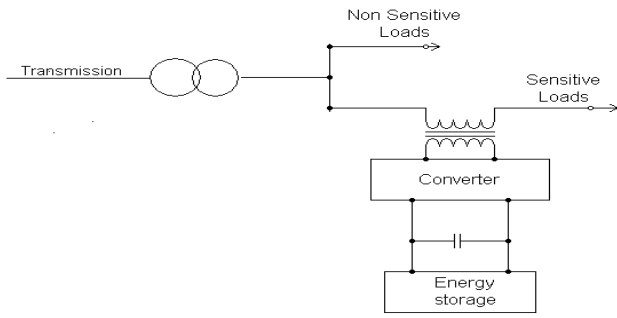 Non Sensitive
Loads
Transmission
Sensitive
Loads
Converter
Energy
storage